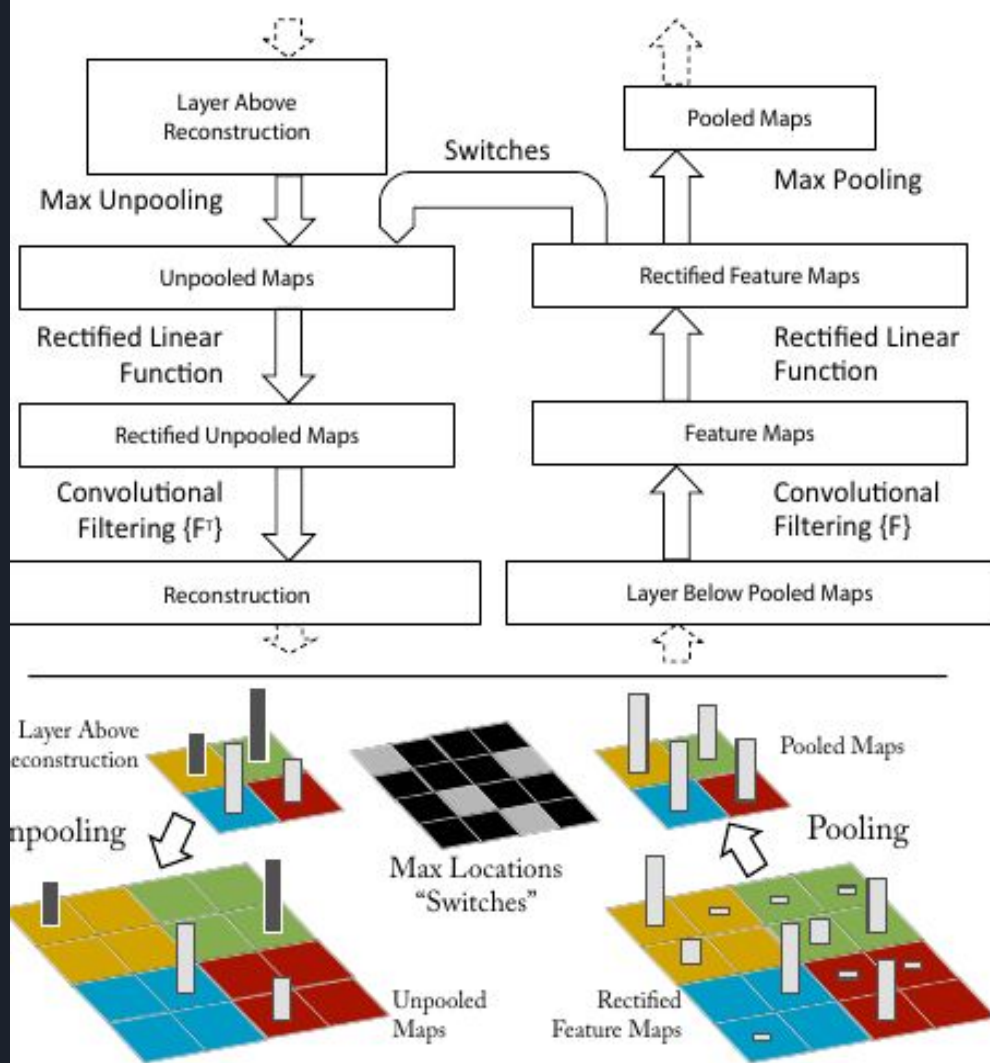 Layer Above
Reconstruction
Pooled Maps
Switches
Max Unpooling
Max Pooling
Unpooled Maps
Rectified Feature Maps
Rectified Linear
Function
Rectified Linear
Function
Rectified Unpooled Maps
Feature Maps
Convolutional
Filtering {Fᵀ}
Convolutional
Filtering {F}
Reconstruction
Layer Below Pooled Maps
Layer Above
econstruction
Pooled Maps
npooling
Pooling
Max Locations
“Switches”
Unpooled
Maps
Rectified
Feature Maps